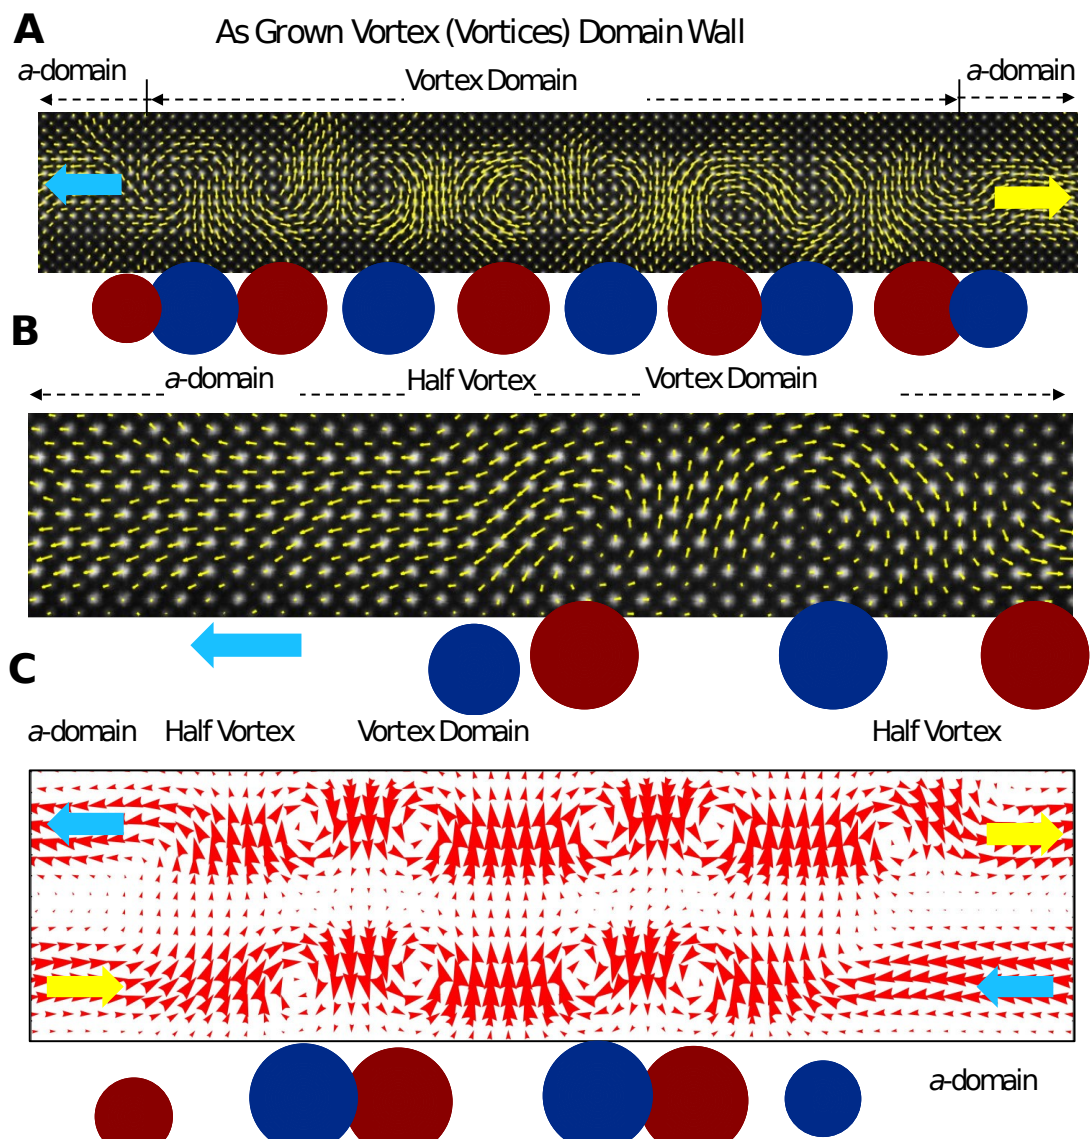 A
As Grown Vortex (Vortices) Domain Wall
a-domain
Vortex Domain
a-domain
B
a-domain
Half Vortex
Vortex Domain
C
a-domain
Half Vortex
Vortex Domain
Half Vortex
a-domain